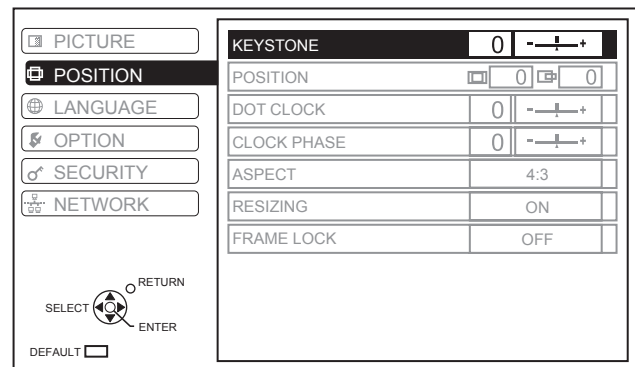 PICTURE
POSITION
LANGUAGE
OPTION
SECURITY
NETWORK
RETURN
SELECT
ENTER
DEFAULT
KEYSTONE 0 - +
POSITION 0 0
DOT CLOCK 0 - +
CLOCK PHASE 0 - +
ASPECT 4:3
RESIZING ON
FRAME LOCK OFF